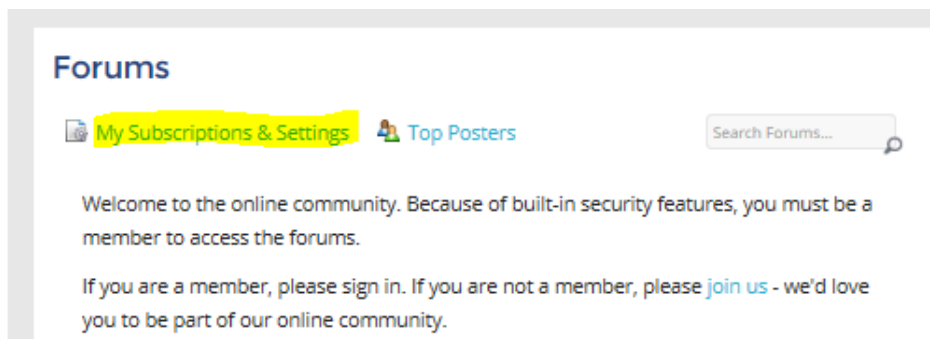 Forums
My Subscriptions & Settings Top Posters Search Forums...
Welcome to the online community. Because of built-in security features, you must be a
member to access the forums.
If you are a member, please sign in. If you are not a member, please join us - we'd love
you to be part of our online community.